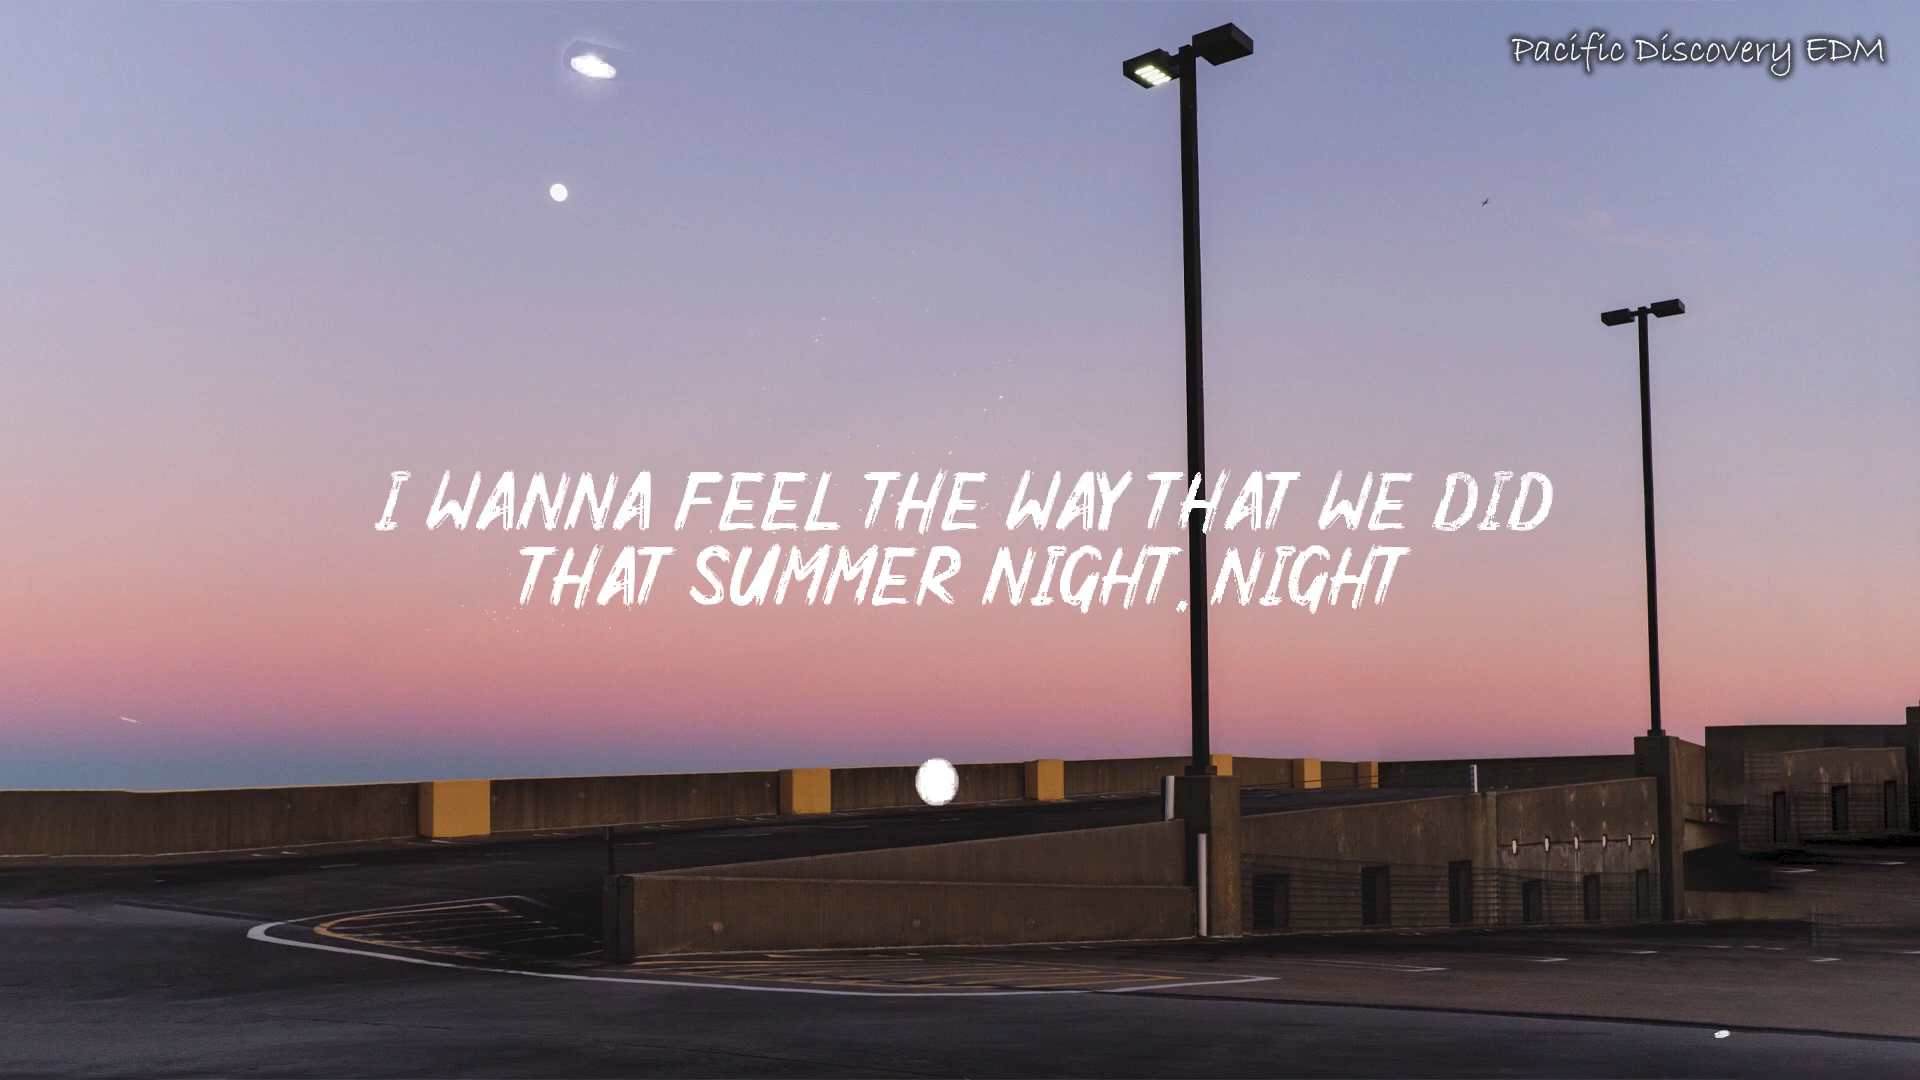 Pacific Discovery EDM
I WANNA FEEL THE WAY THAT WE DID
THAT SUMMER NIGHT, NIGHT